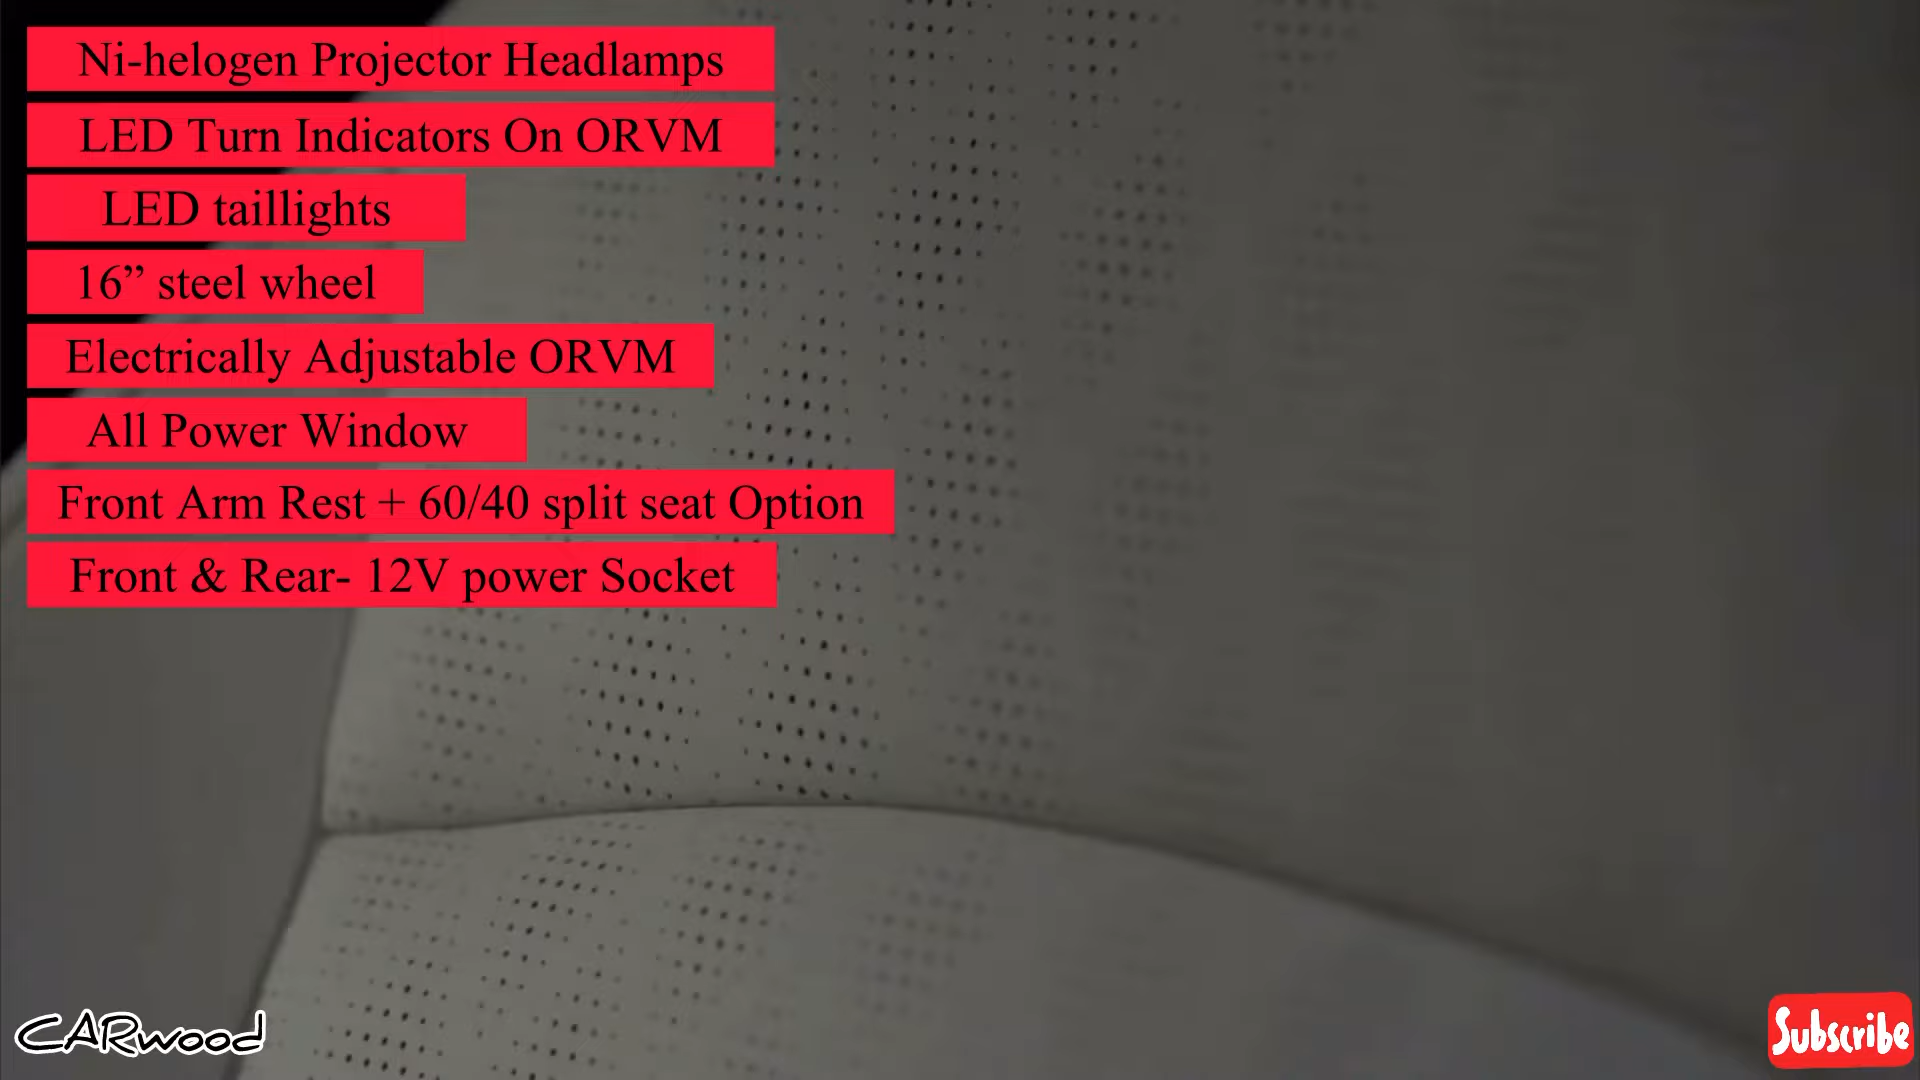 Ni-helogen Projector Headlamps
LED Turn Indicators On ORVM
LED taillights
16” steel wheel
Electrically Adjustable ORVM
All Power Window
Front Arm Rest + 60/40 split seat Option
Front & Rear- 12V power Socket
CARwood
Subscribe